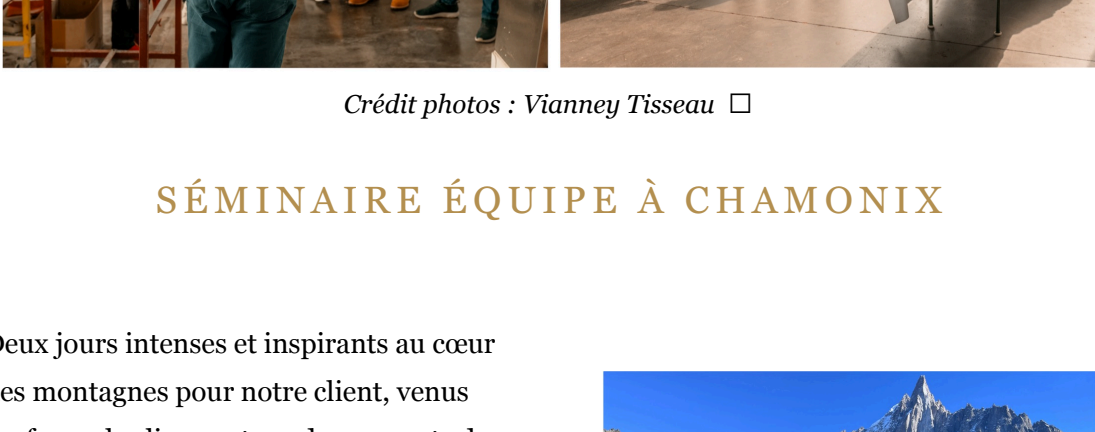 Crédit photos : Vianney Tisseau ☐
SÉMINAIRE ÉQUIPE À CHAMONIX
Deux jours intenses et inspirants au cœur
es montagnes pour notre client, venus